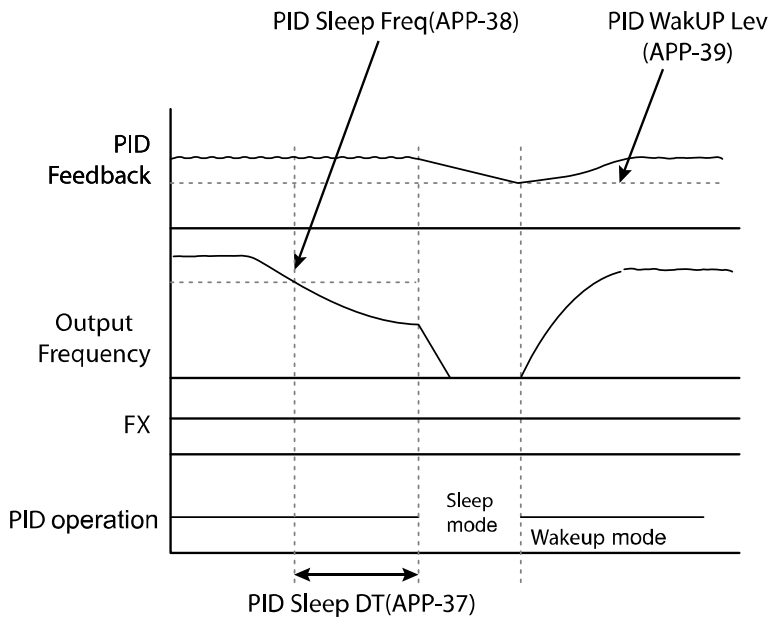 PID Sleep Freq(APP-38)
PID WakUP Lev
(APP-39)
PID
Feedback
Output
Frequency
FX
PID operation
Sleep
mode
Wakeup mode
PID Sleep DT(APP-37)